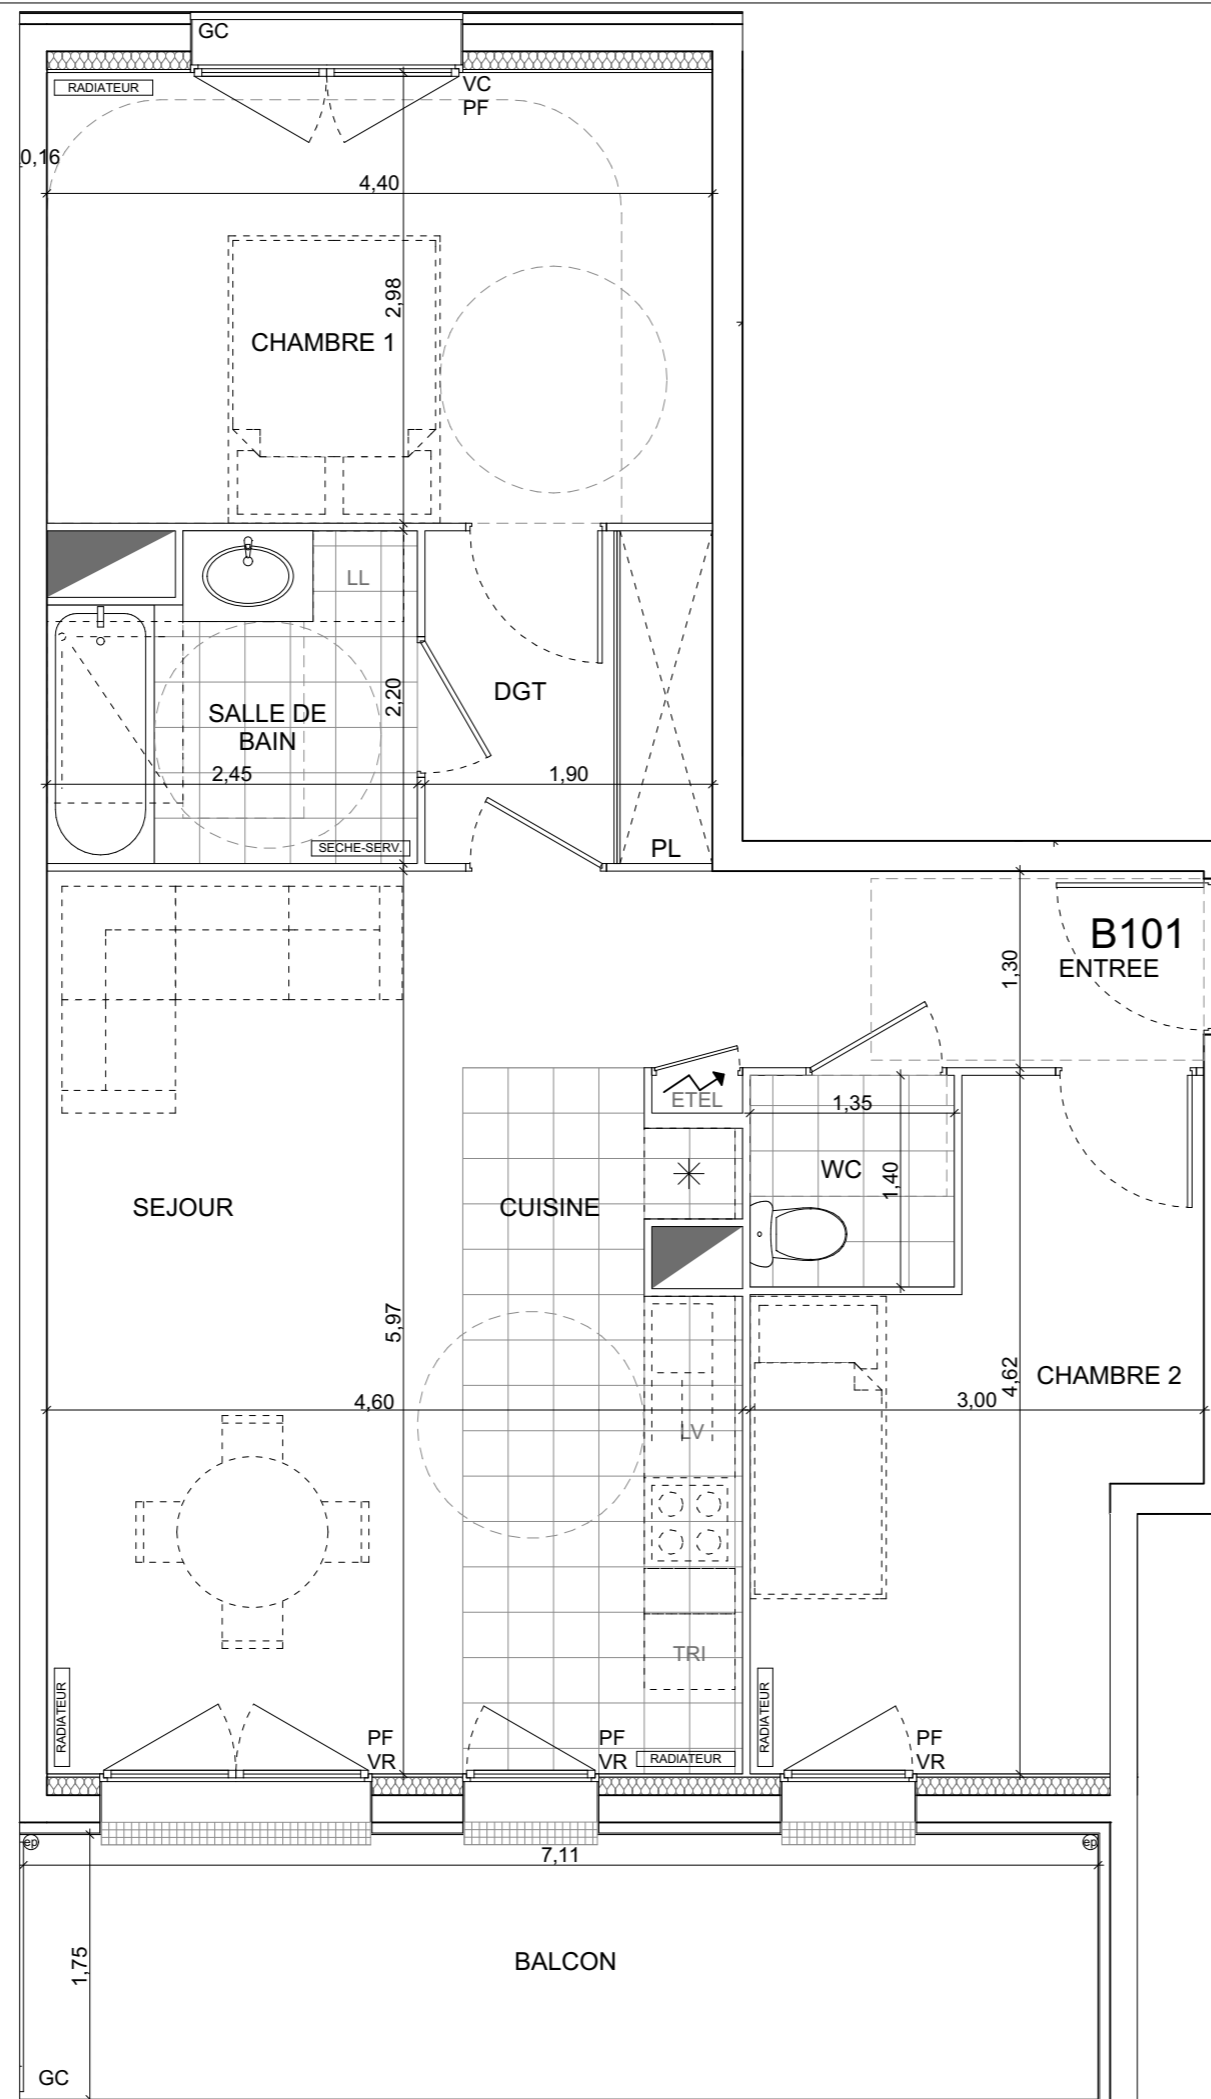 GC
RADIATEUR
VC
PF
0,16
4,40
2,98
CHAMBRE 1
LL
DGT
2,20
SALLE DE
BAIN
2,45
1,90
SECHE-SERV.
PL
B101
ENTREE
1,30
ETEL
1,35
WC
1,40
SEJOUR
CUISINE
5,97
4,62
CHAMBRE 2
4,60
3,00
LV
TRI
RADIATEUR
PF
VR
PF
VR
RADIATEUR
RADIATEUR
PF
VR
ep
ep
7,11
1,75
BALCON
GC